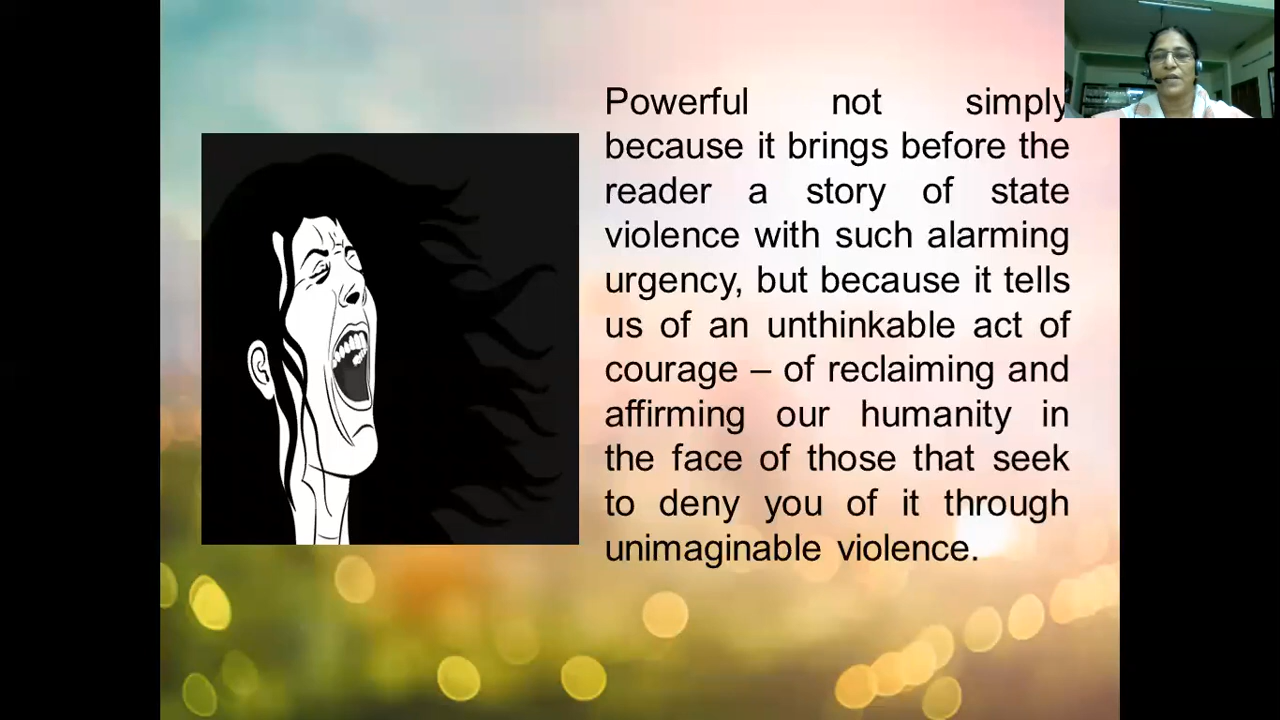 Powerful not simply
because it brings before the
reader a story of state
violence with such alarming
urgency, but because it tells
us of an unthinkable act of
courage – of reclaiming and
affirming our humanity in
the face of those that seek
to deny you of it through
unimaginable violence.